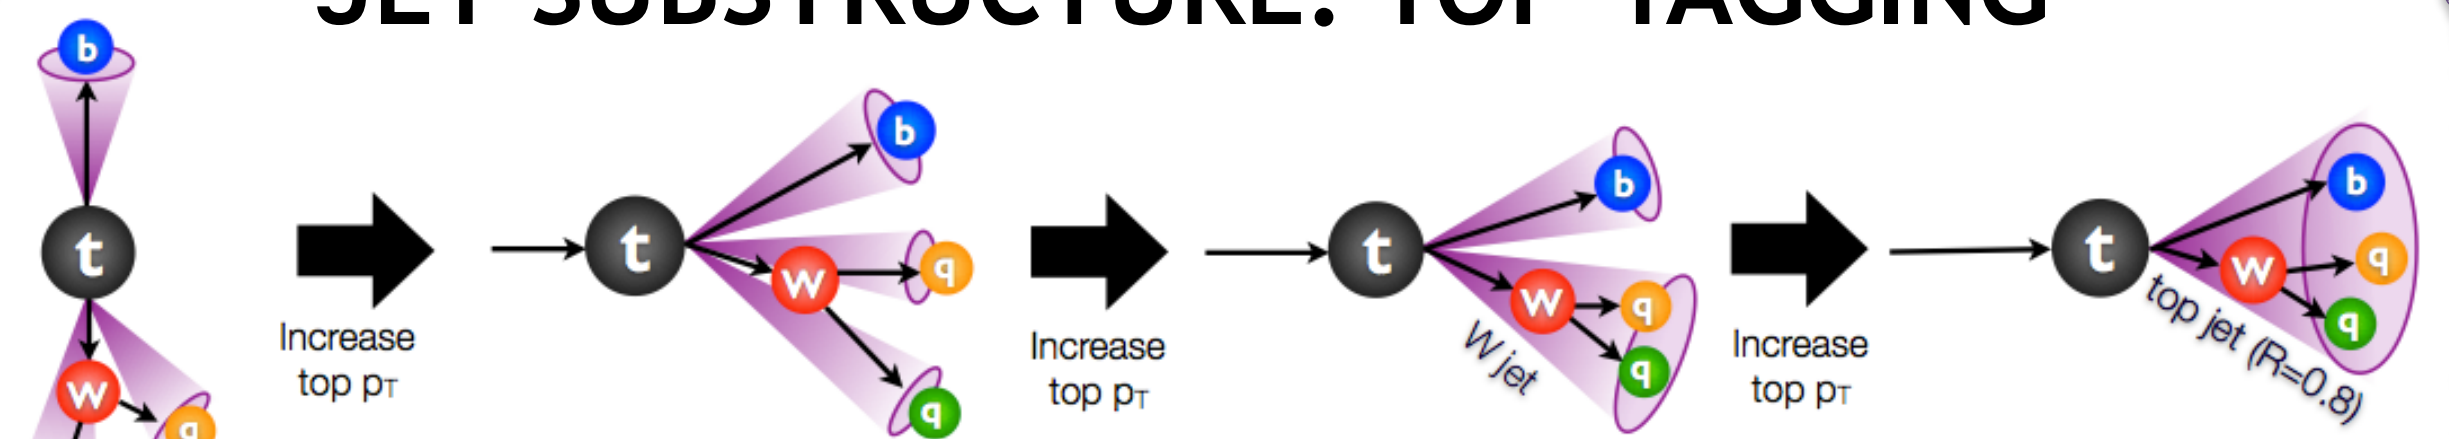 JET SUBSTRUCTURE: TOP TAGGING
b
t
W
q
Increase
top pT
t
b
W
q
q
Increase
top pT
t
b
W
q
q
W jet
Increase
top pT
t
b
W
q
q
top jet (R=0.8)